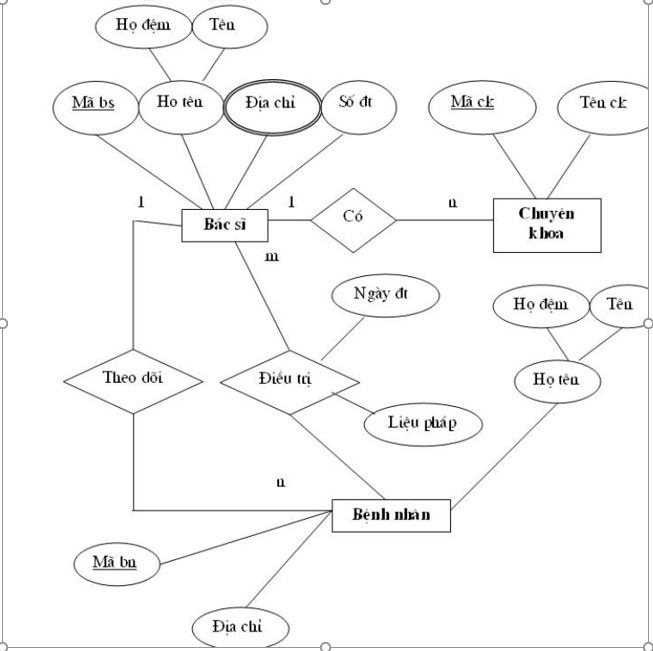 Họ đệm
Tên
Mã bs
Ho tên
Địa chỉ
Số đt
Mã ck
Tên ck
1
Bác sĩ
1
Có
n
Chuyên
khoa
m
Ngày đt
Họ đệm
Tên
Theo dõi
Điều trị
Họ tên
Liệu pháp
n
Bệnh nhân
Mã bn
Địa chỉ